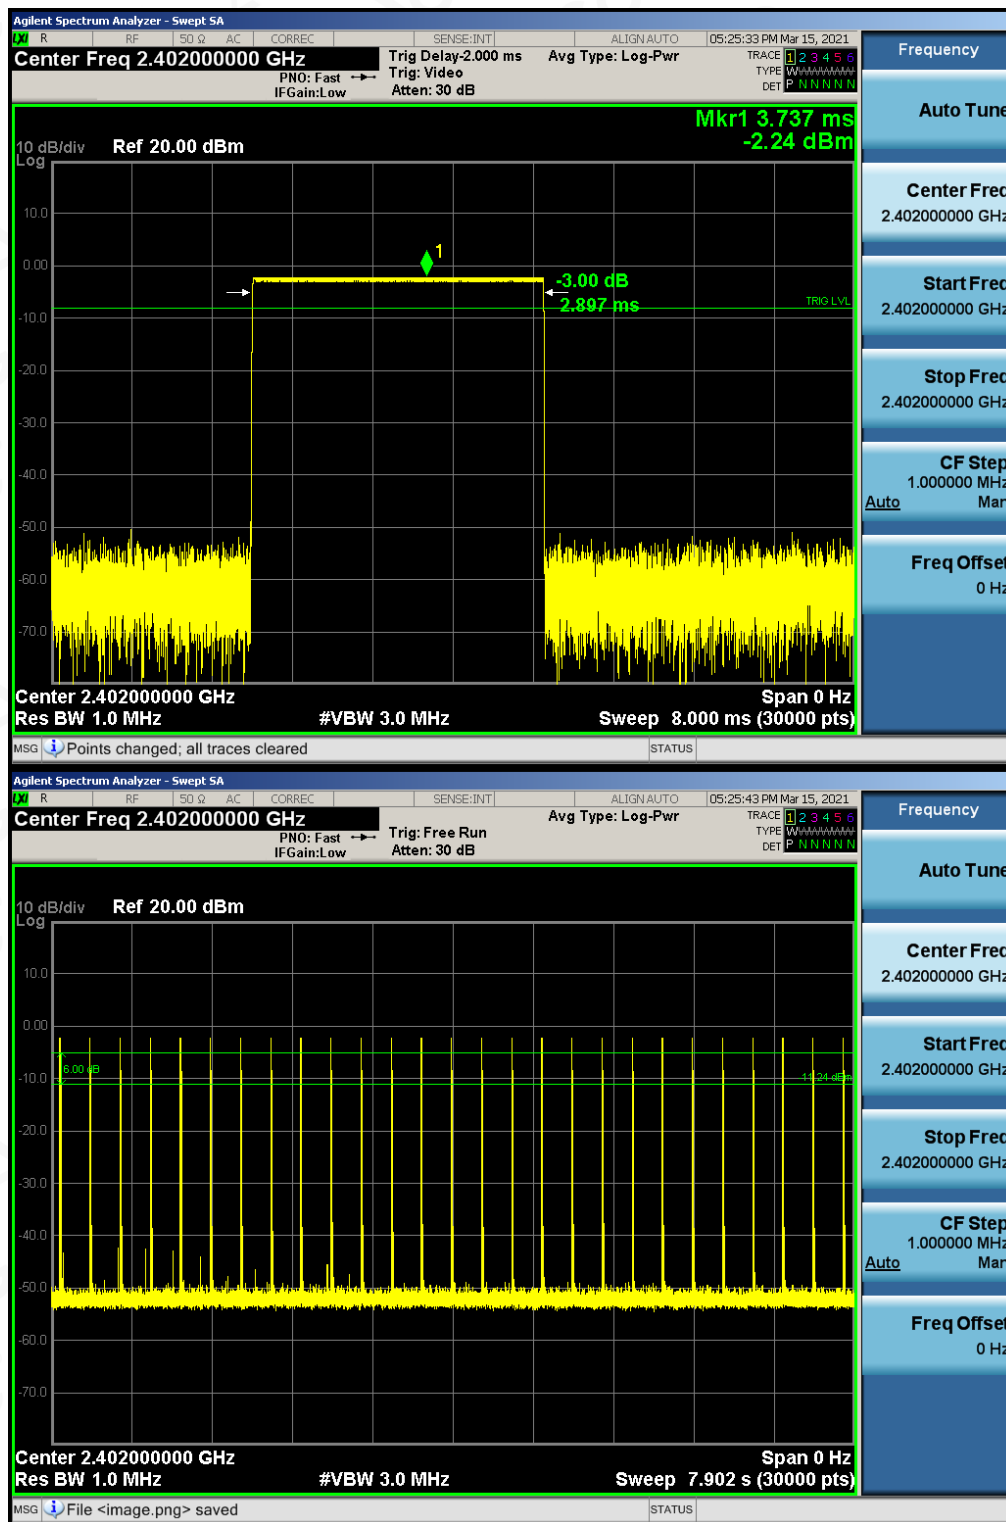 Agilent Spectrum Analyzer - Swept SA
LXI R RF 50 Ω AC CORREC SENSE:INT ALIGN AUTO 05:25:33 PM Mar 15, 2021
Center Freq 2.402000000 GHz
Trig Delay-2.000 ms Avg Type: Log-Pwr TRACE 1 2 3 4 5 6
PNO: Fast Trig: Video TYPE W
IFGain:Low Atten: 30 dB DET P N N N N N
Mkr1 3.737 ms
-2.24 dBm
10 dB/div Ref 20.00 dBm
Log
10.0
1
0.00
-3.00 dB
2.897 ms
TRIG LVL
-10.0
-20.0
-30.0
-40.0
-50.0
-60.0
-70.0
Center 2.402000000 GHz Span 0 Hz
Res BW 1.0 MHz #VBW 3.0 MHz Sweep 8.000 ms (30000 pts)
MSG Points changed; all traces cleared STATUS
Frequency
Auto Tune
Center Freq
2.402000000 GHz
Start Freq
2.402000000 GHz
Stop Freq
2.402000000 GHz
CF Step
1.000000 MHz
Auto Man
Freq Offset
0 Hz
Agilent Spectrum Analyzer - Swept SA
LXI R RF 50 Ω AC CORREC SENSE:INT ALIGN AUTO 05:25:43 PM Mar 15, 2021
Center Freq 2.402000000 GHz
Avg Type: Log-Pwr TRACE 1 2 3 4 5 6
PNO: Fast Trig: Free Run TYPE W
IFGain:Low Atten: 30 dB DET P N N N N N
10 dB/div Ref 20.00 dBm
Log
10.0
0.00
6.00 dB
-10.0
-11.24 dBm
-20.0
-30.0
-40.0
-50.0
-60.0
-70.0
Center 2.402000000 GHz Span 0 Hz
Res BW 1.0 MHz #VBW 3.0 MHz Sweep 7.902 s (30000 pts)
MSG File <image.png> saved STATUS
Frequency
Auto Tune
Center Freq
2.402000000 GHz
Start Freq
2.402000000 GHz
Stop Freq
2.402000000 GHz
CF Step
1.000000 MHz
Auto Man
Freq Offset
0 Hz